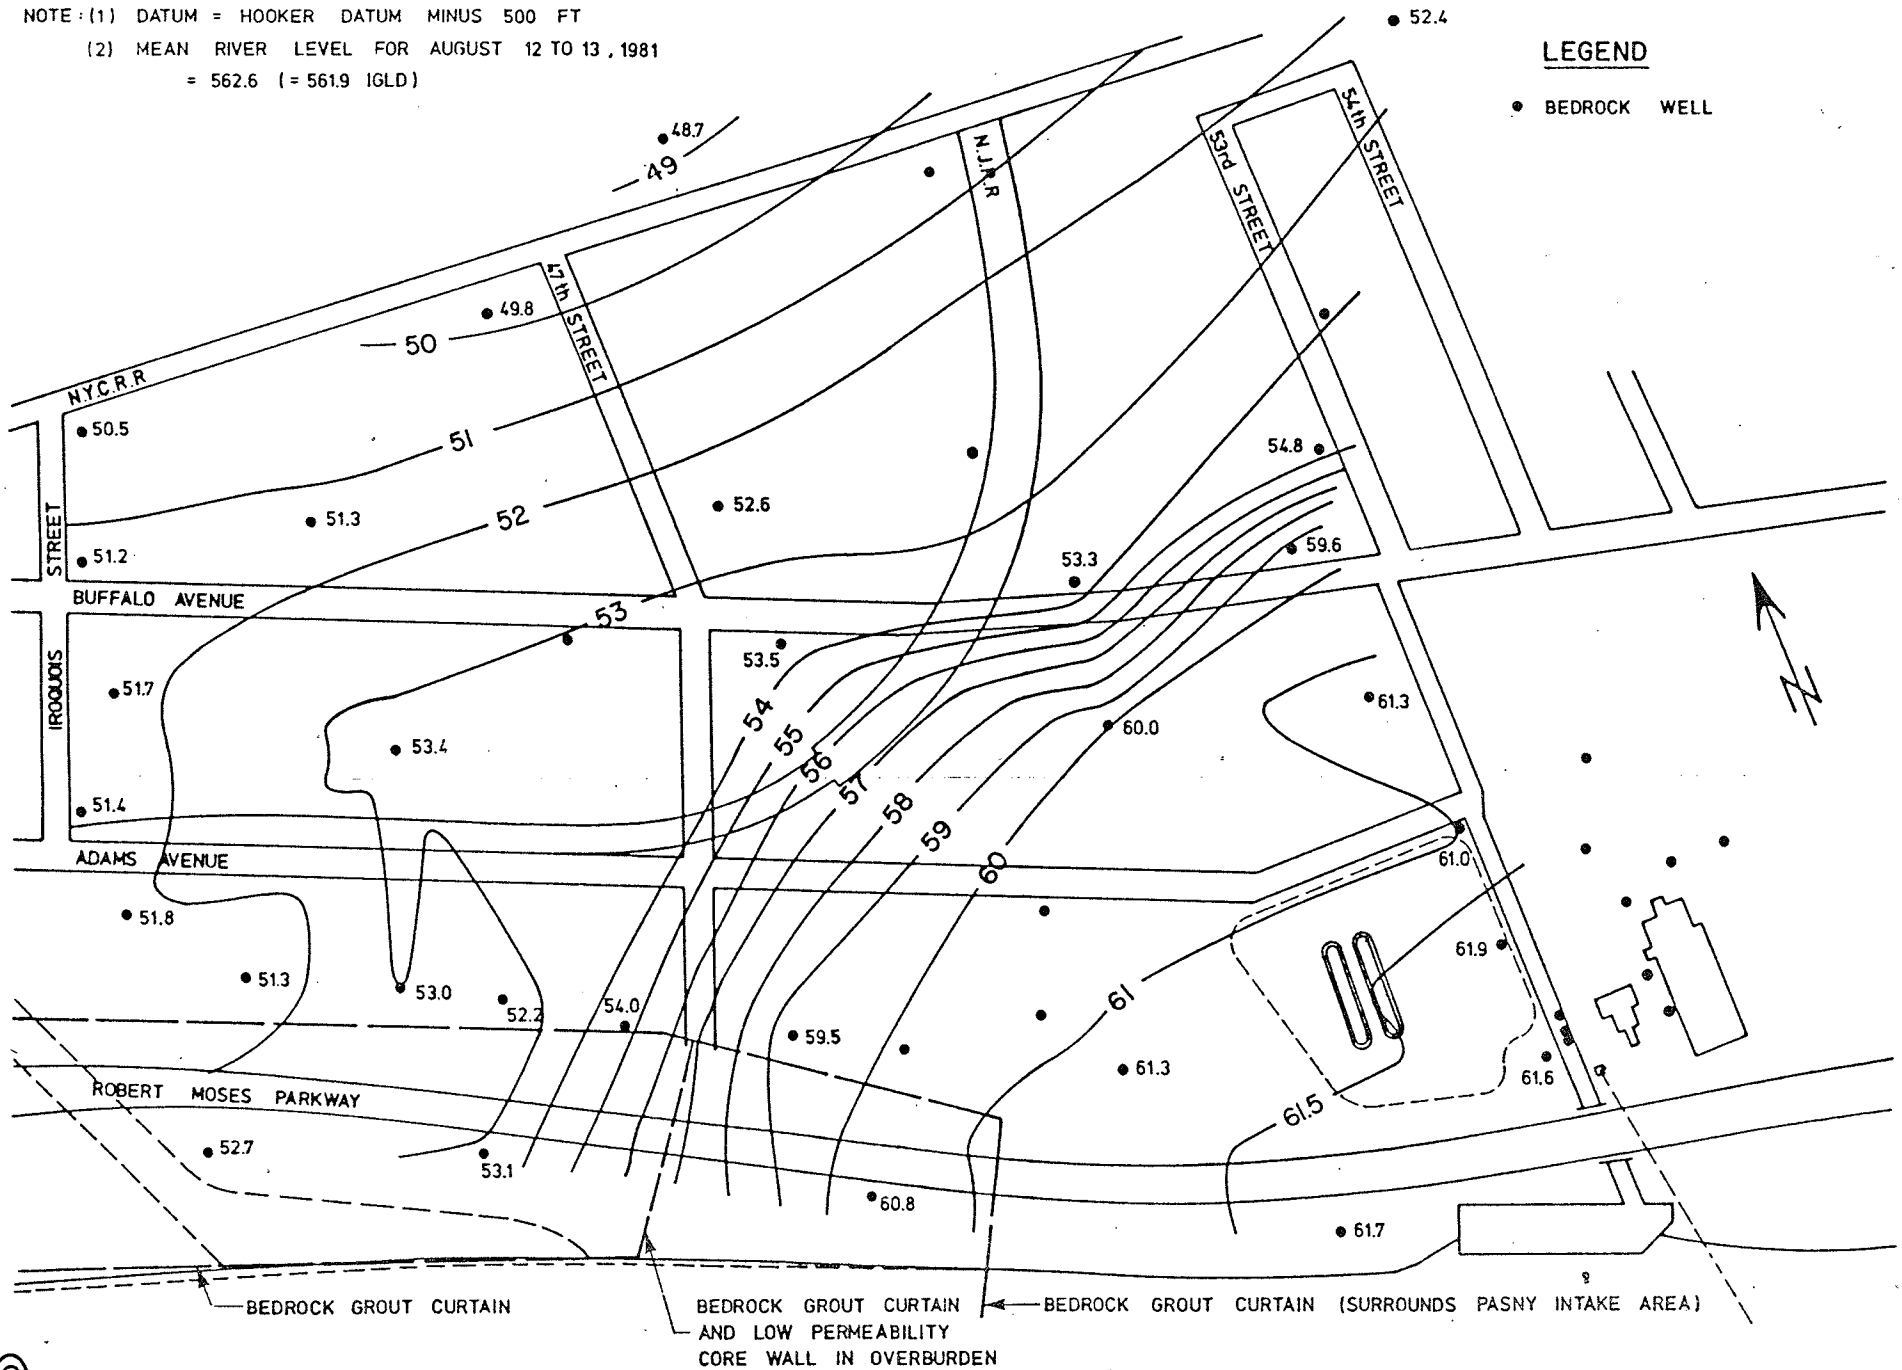 NOTE : (1) DATUM = HOOKER DATUM MINUS 500 FT
(2) MEAN RIVER LEVEL FOR AUGUST 12 TO 13, 1981
= 562.6 (= 561.9 IGLD)
LEGEND
BEDROCK WELL
52.4
48.7
49
N.J.R.R
53rd STREET
54th STREET
47th STREET
49.8
50
N.Y.C.R.R
50.5
51
54.8
51.3
52
52.6
STREET
51.2
53.3
59.6
BUFFALO AVENUE
53
IROQUOIS
51.7
53.5
54
55
56
57
58
59
60
60.0
61.3
53.4
51.4
ADAMS AVENUE
61.0
51.8
61.9
51.3
53.0
52.2
54.0
59.5
61
61.3
61.6
61.5
ROBERT MOSES PARKWAY
52.7
53.1
60.8
61.7
N
BEDROCK GROUT CURTAIN
BEDROCK GROUT CURTAIN
AND LOW PERMEABILITY
CORE WALL IN OVERBURDEN
BEDROCK GROUT CURTAIN (SURROUNDS PASNY INTAKE AREA)